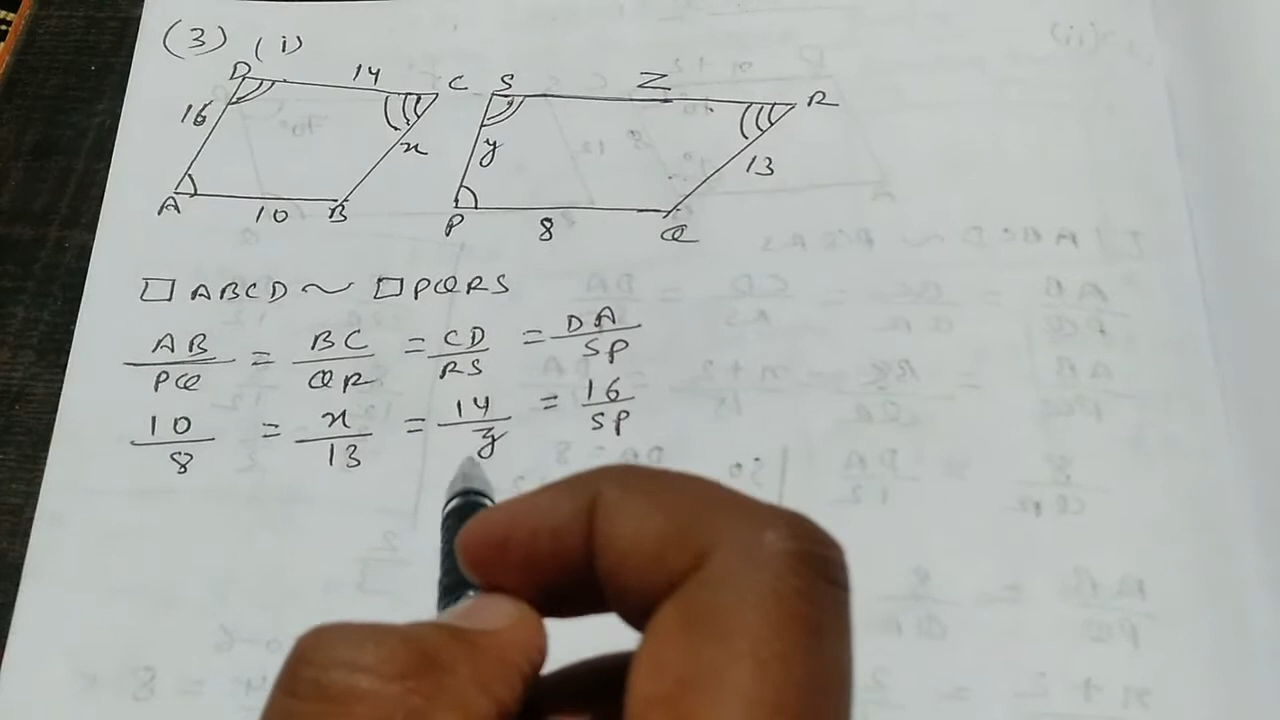 (3) (i)
D 14 C S Z R
16 x y 13
A 10 B P 8 Q
□ABCD ~ □PQRS
AB/PQ = BC/QR = CD/RS = DA/SP
10/8 = x/13 = 14/z = 16/SP